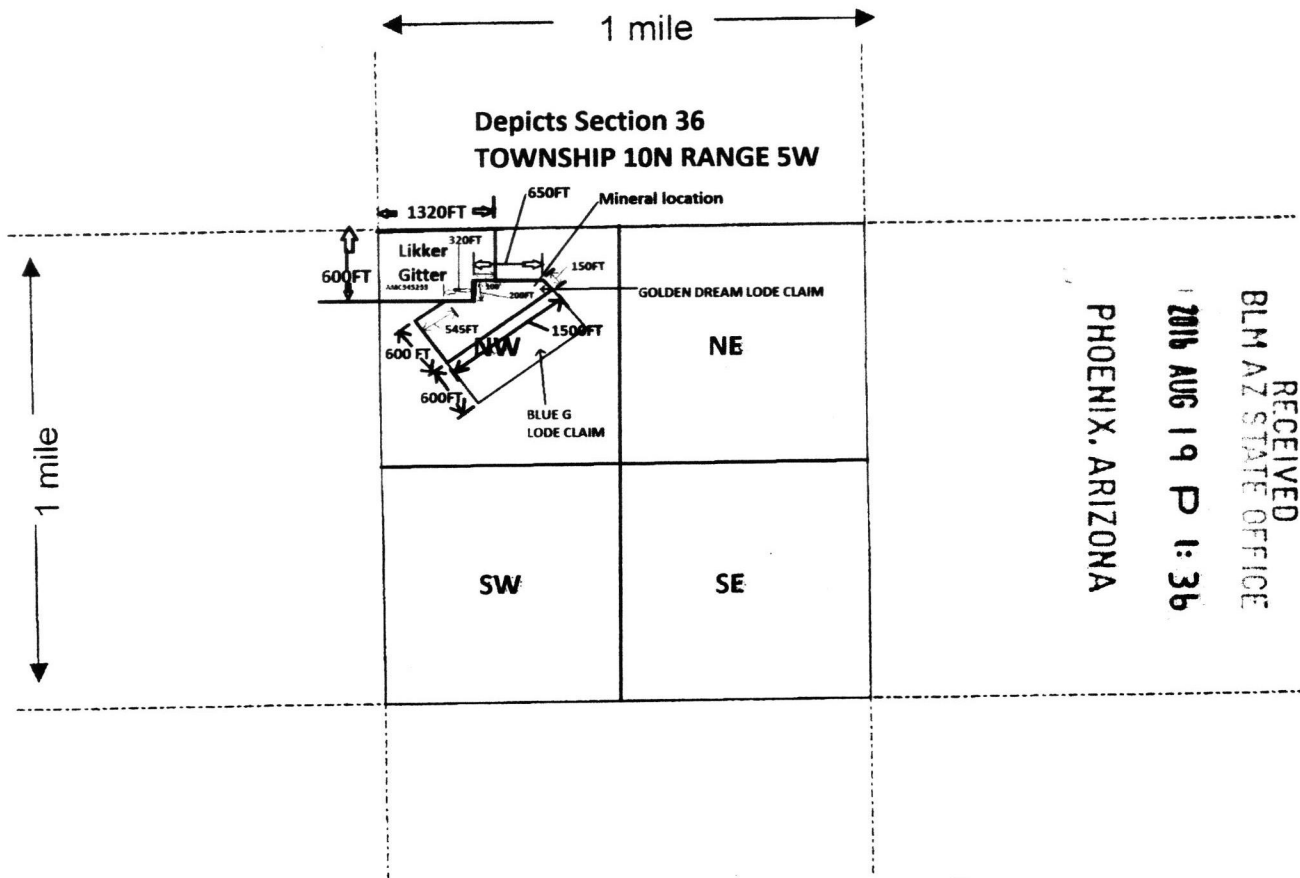 1 mile
Depicts Section 36
TOWNSHIP 10N RANGE 5W
650FT
Mineral location
1320FT
320FT
Likker
Gitter
600FT
150FT
200FT
GOLDEN DREAM LODE CLAIM
545FT
1500FT
600 FT
NW
NE
600FT
BLUE G
LODE CLAIM
1 mile
SW
SE
RECEIVED
BLM AZ STATE OFFICE
2016 AUG 19 P 1:36
PHOENIX, ARIZONA